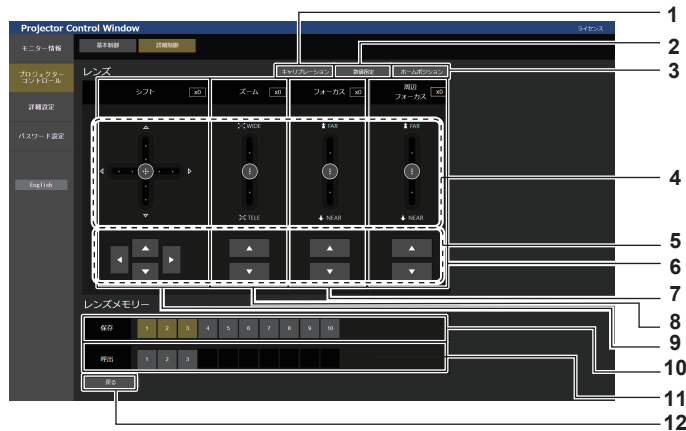 Projector Control Window
ライセンス
モニター情報
プロジェクター
コントロール
詳細設定
パスワード設定
English
基本制御
詳細制御
レンズ
キャリブレーション
数値指定
ホームポジション
シフト
x0
ズーム
x0
フォーカス
x0
周辺
フォーカス
x0
WIDE
FAR
FAR
TELE
NEAR
NEAR
レンズメモリー
保存
1 2 3 4 5 6 7 8 9 10
呼出
1 2 3
戻る
1
2
3
4
5
6
7
8
9
10
11
12